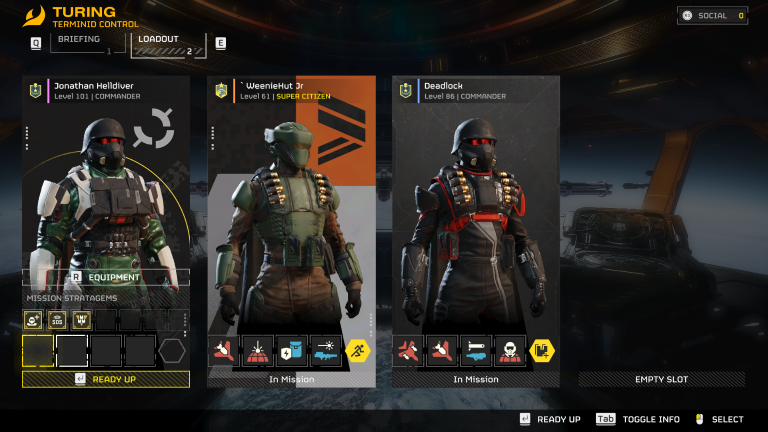 TURING
TERMINID CONTROL
SOCIAL 0
Q
BRIEFING
1
LOADOUT
2
E
Jonathan Helldiver
Level 101 | COMMANDER
` WeenieHut Jr
Level 61 | SUPER CITIZEN
Deadlock
Level 86 | COMMANDER
R EQUIPMENT
MISSION STRATAGEMS
SOS
READY UP
In Mission
In Mission
EMPTY SLOT
READY UP
Tab TOGGLE INFO
SELECT